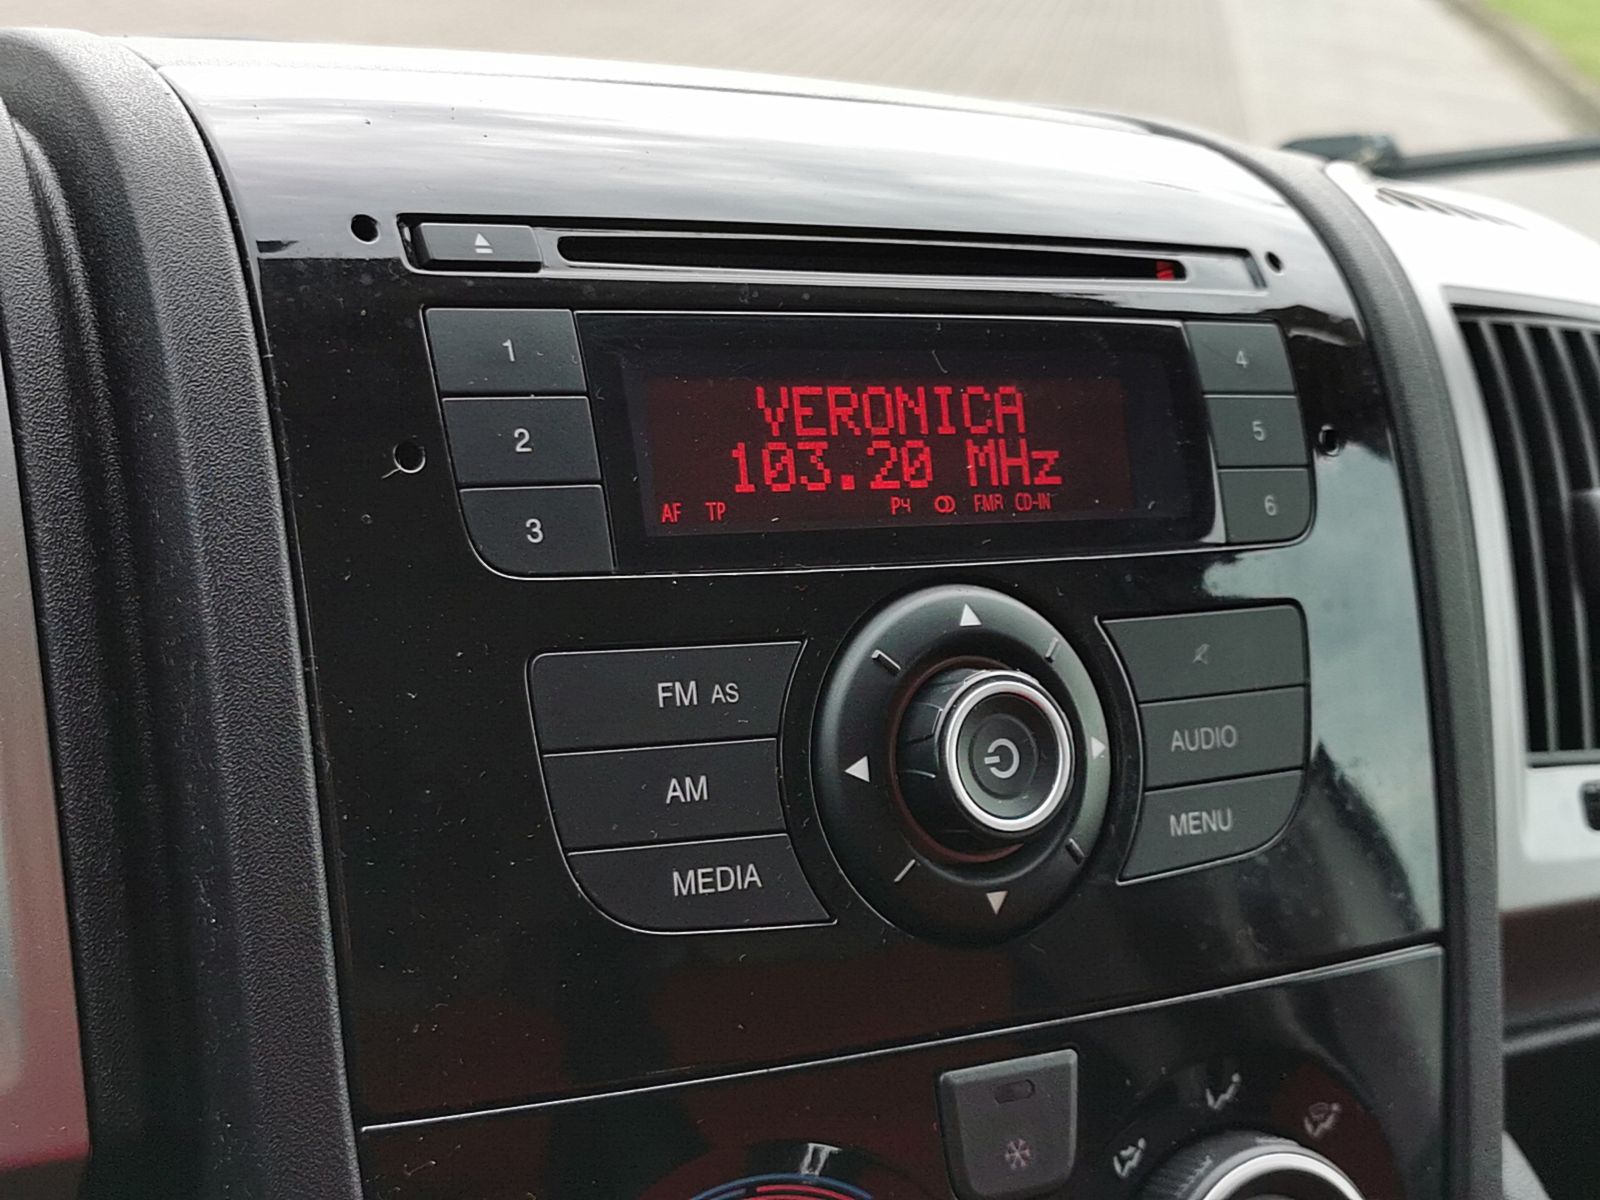 1
2
3
VERONICA
103.20 MHz
AF TP P4 FMR CD-IN
4
5
6
FM AS
AM
MEDIA
AUDIO
MENU